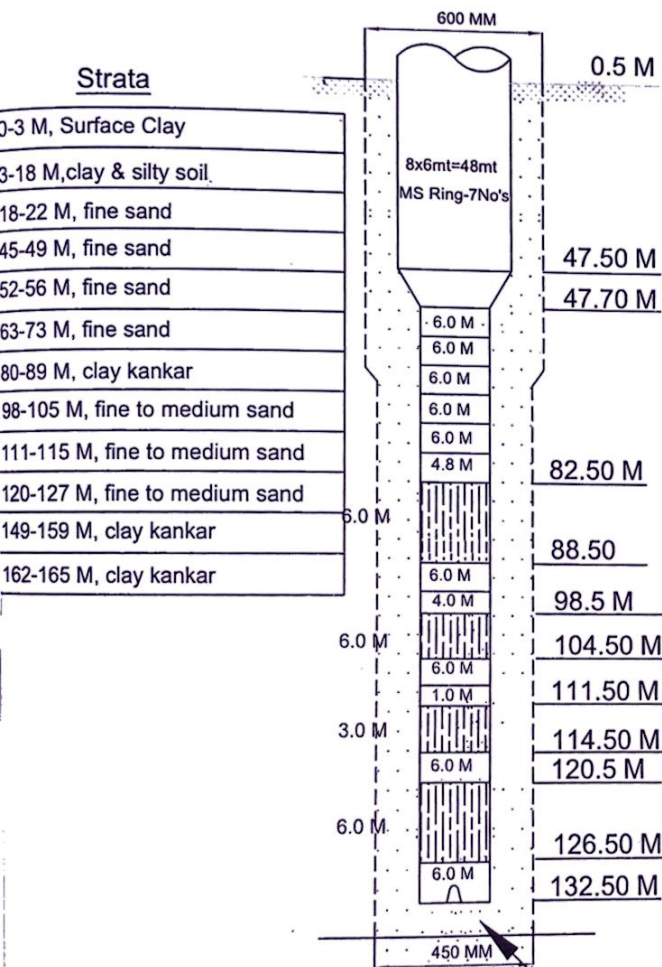 600 MM
0.5 M
Strata
0-3 M, Surface Clay
3-18 M,clay & silty soil
18-22 M, fine sand
45-49 M, fine sand
52-56 M, fine sand
63-73 M, fine sand
80-89 M, clay kankar
98-105 M, fine to medium sand
111-115 M, fine to medium sand
120-127 M, fine to medium sand
149-159 M, clay kankar
162-165 M, clay kankar
8x6mt=48mt
MS Ring-7No's
47.50 M
47.70 M
6.0 M
6.0 M
6.0 M
6.0 M
6.0 M
4.8 M
82.50 M
6.0 M
88.50
6.0 M
4.0 M
98.5 M
6.0 M
104.50 M
6.0 M
1.0 M
111.50 M
3.0 M
114.50 M
6.0 M
120.5 M
6.0 M
126.50 M
6.0 M
132.50 M
450 MM